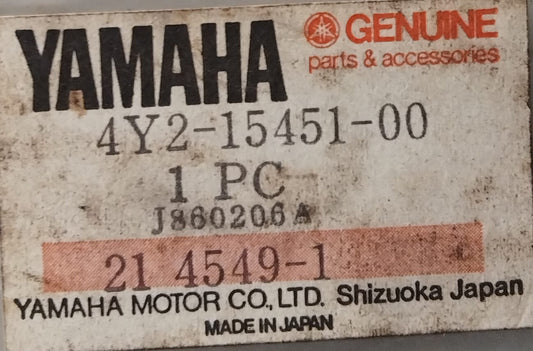 YAMAHA GENUINE
parts & accessories
4Y2-15451-00
1 PC
J860206A
21 4549-1
YAMAHA MOTOR CO., LTD. Shizuoka Japan
MADE IN JAPAN